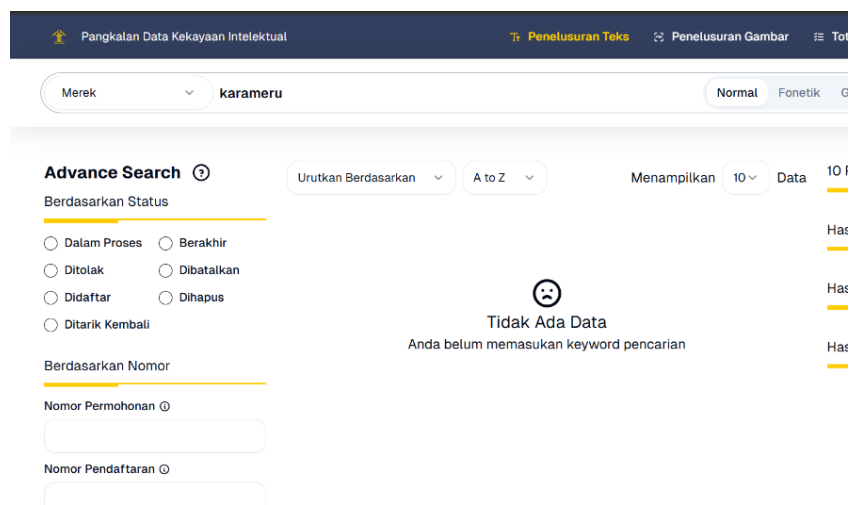 Pangkalan Data Kekayaan Intelektual
Penelusuran Teks
Penelusuran Gambar
Merek
karameru
Normal
Fonetik
Advance Search
Berdasarkan Status
Dalam Proses
Berakhir
Ditolak
Dibatalkan
Didaftar
Dihapus
Ditarik Kembali
Berdasarkan Nomor
Nomor Permohonan
Nomor Pendaftaran
Urutkan Berdasarkan
A to Z
Menampilkan
10
Data
Tidak Ada Data
Anda belum memasukan keyword pencarian
10